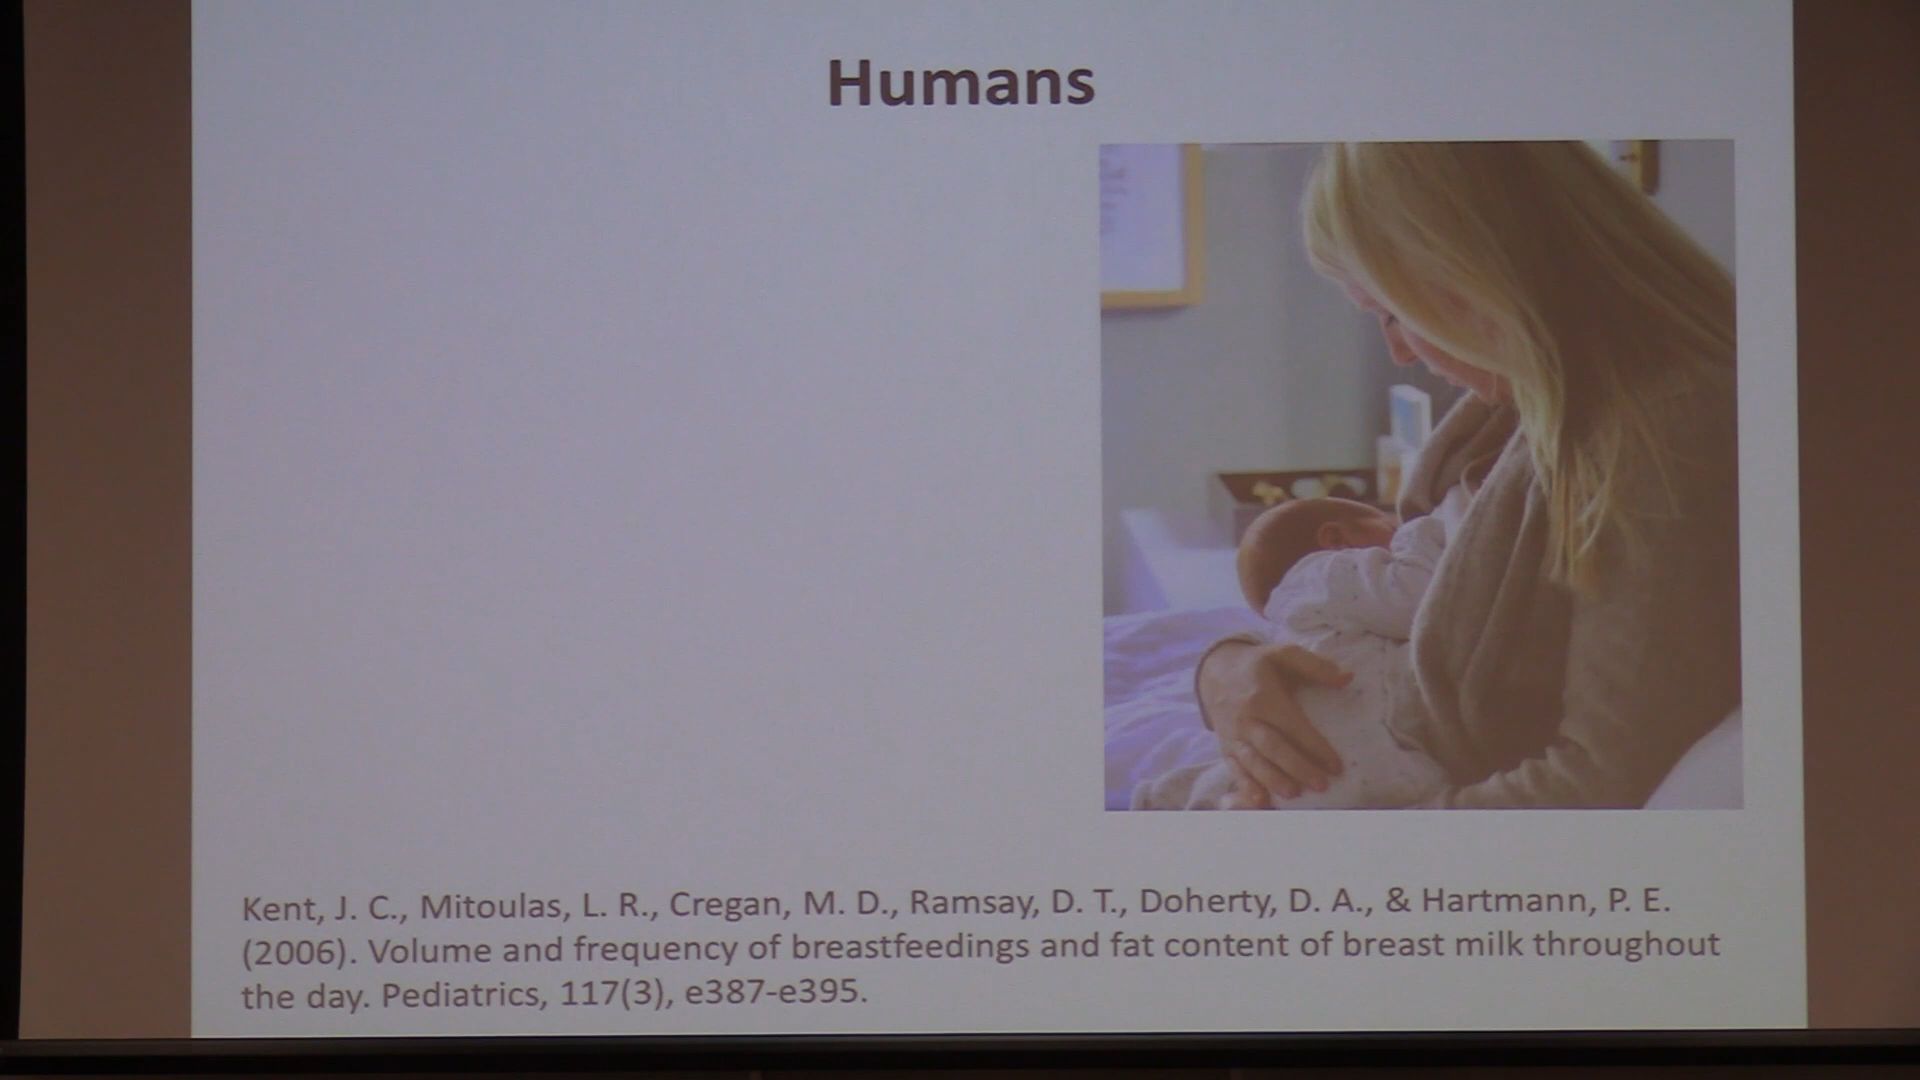 Humans
Kent, J. C., Mitoulas, L. R., Cregan, M. D., Ramsay, D. T., Doherty, D. A., & Hartmann, P. E.
(2006). Volume and frequency of breastfeedings and fat content of breast milk throughout
the day. Pediatrics, 117(3), e387-e395.